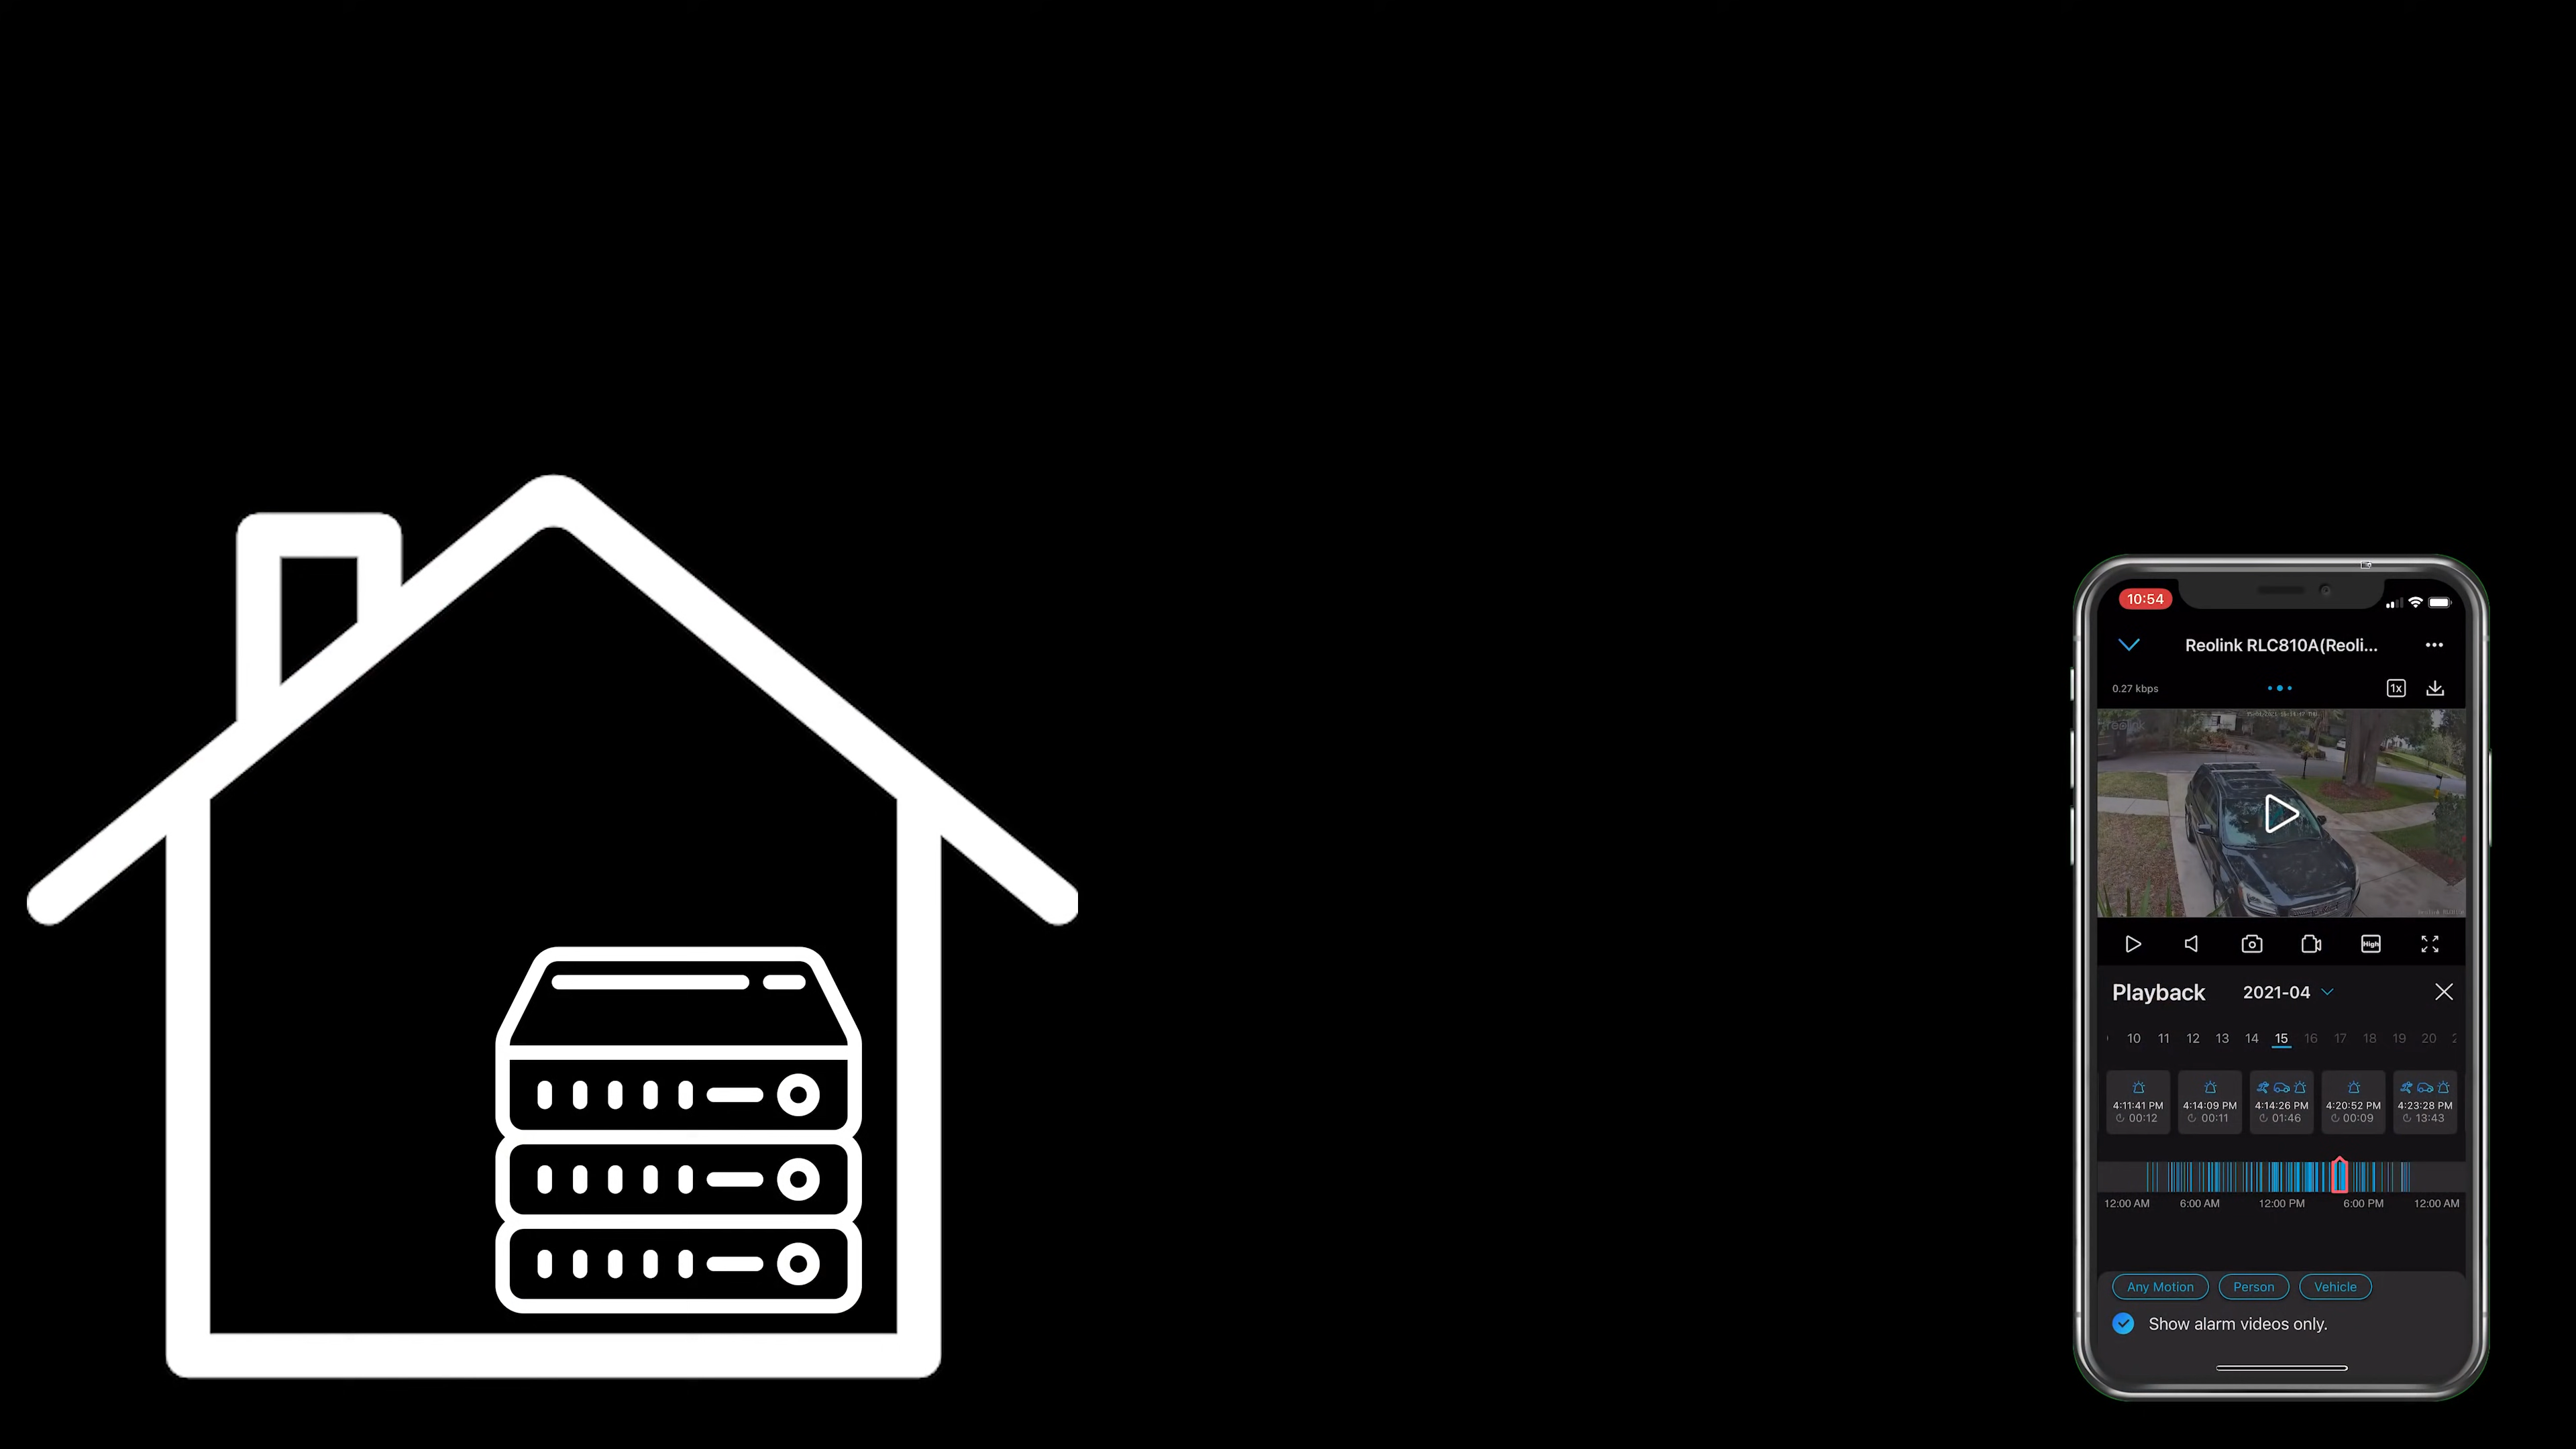 10:54
Reolink RLC810A(Reoli...
0.27 kbps
1x
reolink
High
Playback 2021-04
10 11 12 13 14 15 16 17 18 19 20
4:11:41 PM 4:14:09 PM 4:14:26 PM 4:20:52 PM 4:23:28 PM
00:12 00:11 01:46 00:09 13:43
12:00 AM 6:00 AM 12:00 PM 6:00 PM 12:00 AM
Any Motion Person Vehicle
Show alarm videos only.